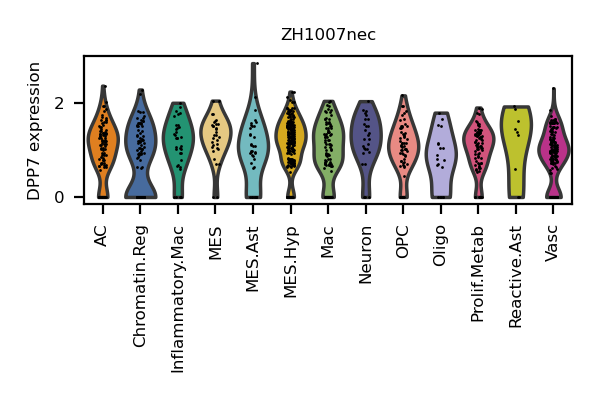 ZH1007nec
DPP7 expression
2
0
AC
Chromatin.Reg
Inflammatory.Mac
MES
MES.Ast
MES.Hyp
Mac
Neuron
OPC
Oligo
Prolif.Metab
Reactive.Ast
Vasc